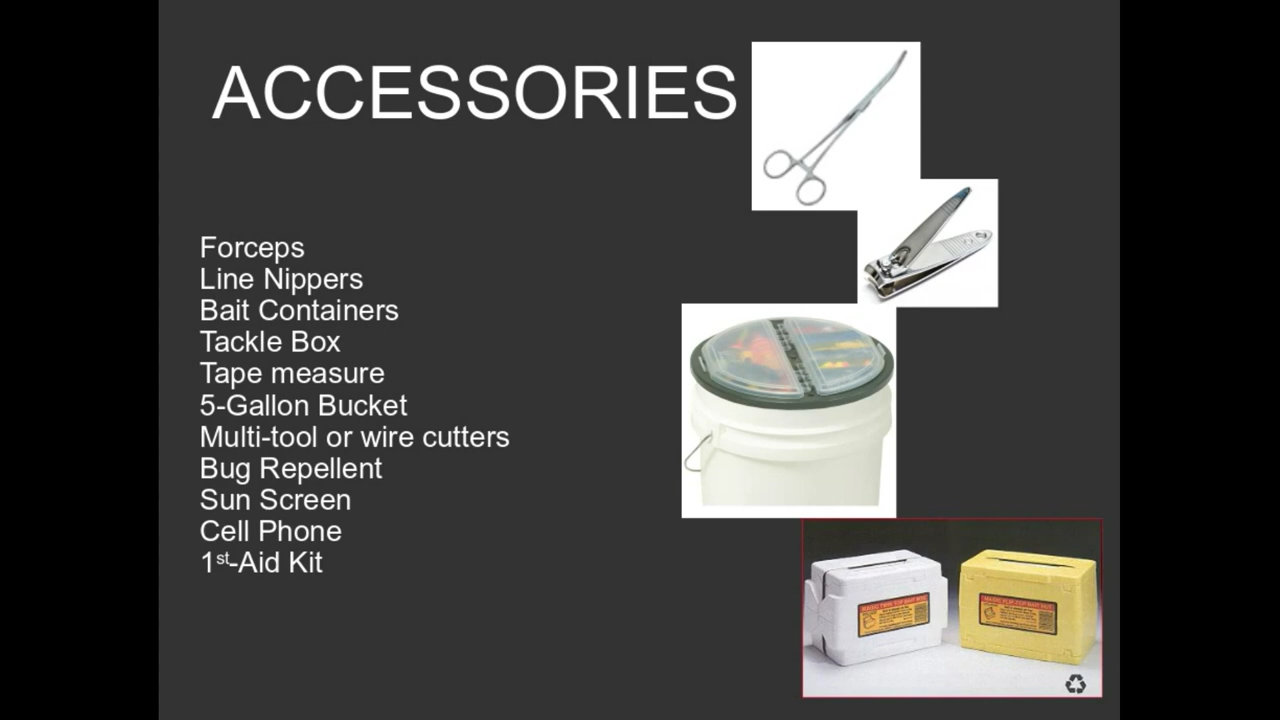 ACCESSORIES
Forceps
Line Nippers
Bait Containers
Tackle Box
Tape measure
5-Gallon Bucket
Multi-tool or wire cutters
Bug Repellent
Sun Screen
Cell Phone
1st-Aid Kit